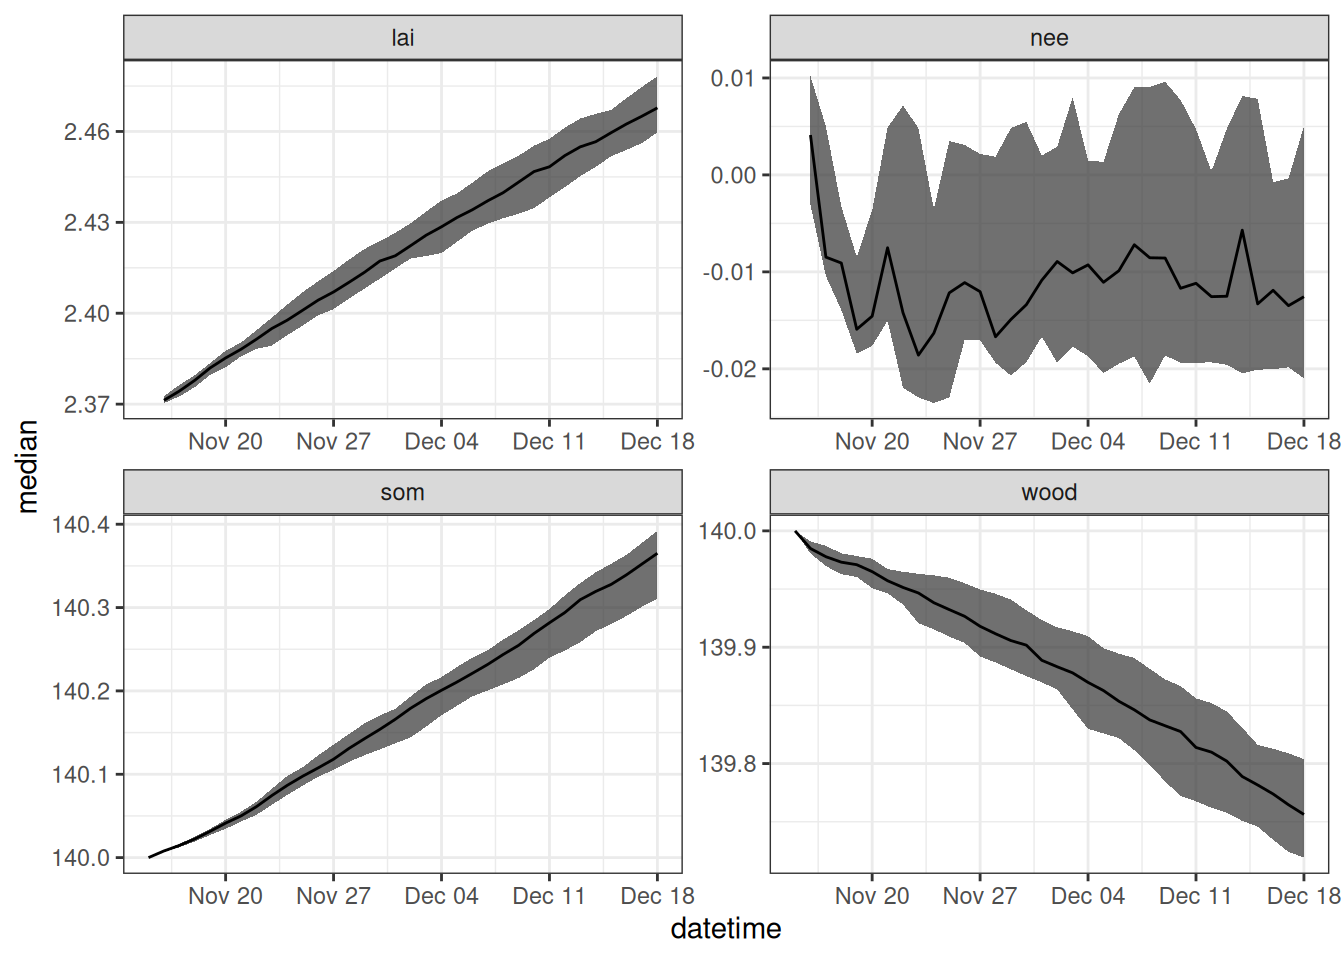 lai
nee
2.46
2.43
2.40
2.37
0.01
0.00
-0.01
-0.02
Nov 20 Nov 27 Dec 04 Dec 11 Dec 18
Nov 20 Nov 27 Dec 04 Dec 11 Dec 18
median
som
wood
140.4
140.3
140.2
140.1
140.0
140.0
139.9
139.8
Nov 20 Nov 27 Dec 04 Dec 11 Dec 18
Nov 20 Nov 27 Dec 04 Dec 11 Dec 18
datetime